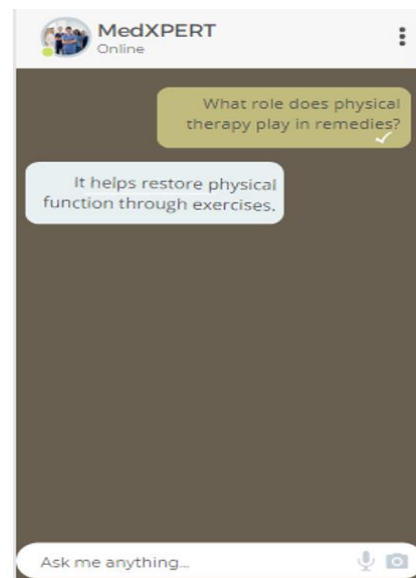 MedXPERT
Online
What role does physical
therapy play in remedies?
It helps restore physical
function through exercises.
Ask me anything...